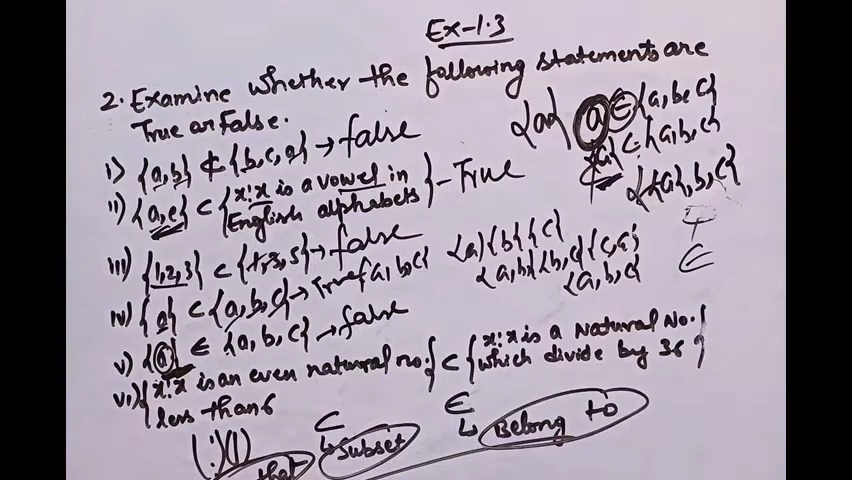 Ex-1.3
2. Examine whether the following statements are
True or False.
i) {a,b} ⊄ {b,c,a} → false
ii) {a,e} ⊂ {x:x is a vowel in
English alphabets} - True
iii) {1,2,3} ⊂ {1,3,5} → false
iv) {a} ⊂ {a,b,c} → True {a,b,c}
v) {a} ∈ {a,b,c} → false
vi) {x:x is an even natural no.
less than 6} ⊂ {x:x is a Natural No.
which divide by 36}
{a} a ∈ {a,b,c}
{a} ∈ {a,b,c}
{{a},b,c}
{a} {b} {c}
{a,b} {b,c} {c,a}
{a,b,c}
∈
⊂
↳ Subset
∈
↳ Belong to
(:) (|)
that